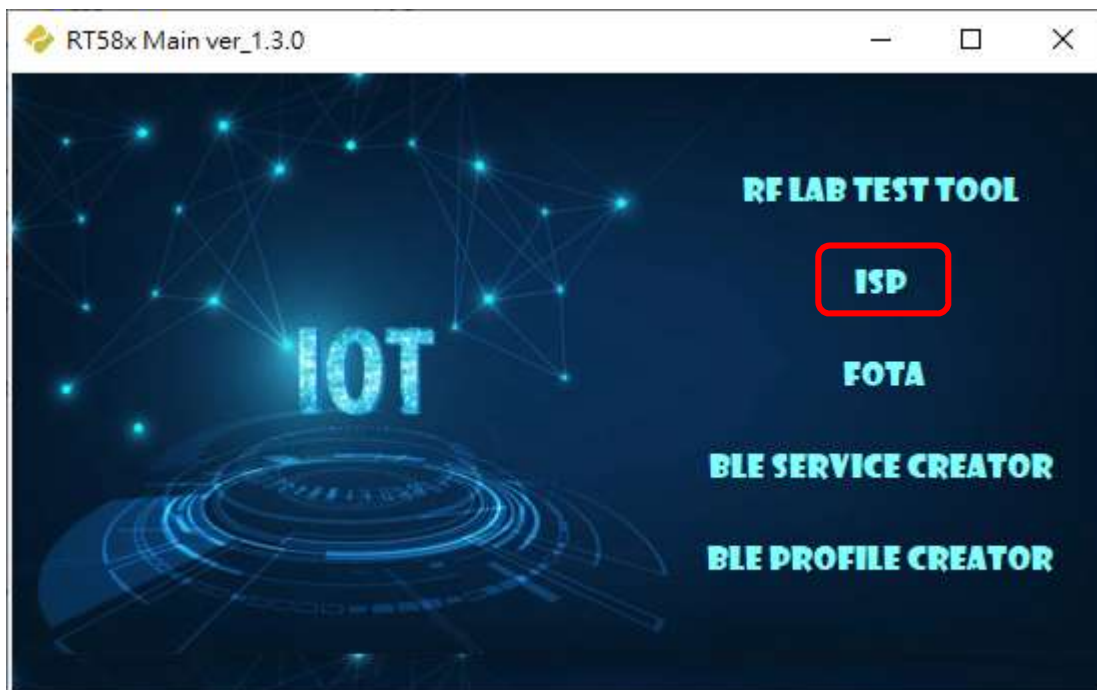 RT58x Main ver_1.3.0
RF LAB TEST TOOL
ISP
FOTA
IOT
BLE SERVICE CREATOR
BLE PROFILE CREATOR